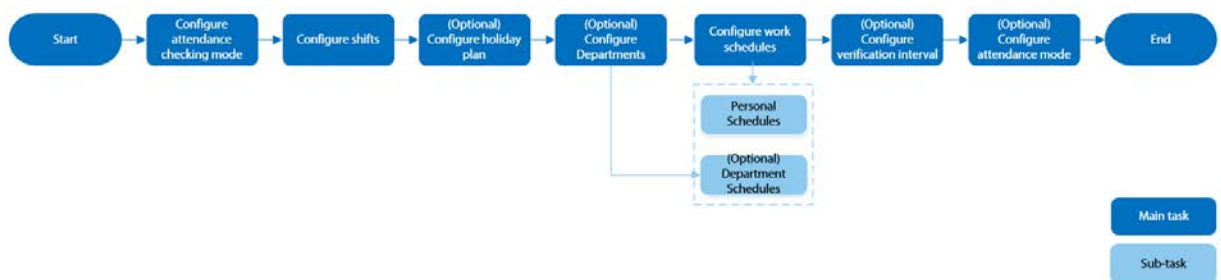 Start
Configure
attendance
checking mode
Configure shifts
(Optional)
Configure holiday
plan
(Optional)
Configure
Departments
Configure work
schedules
(Optional)
Configure
verification interval
(Optional)
Configure
attendance mode
End
Personal
Schedules
(Optional)
Department
Schedules
Main task
Sub-task